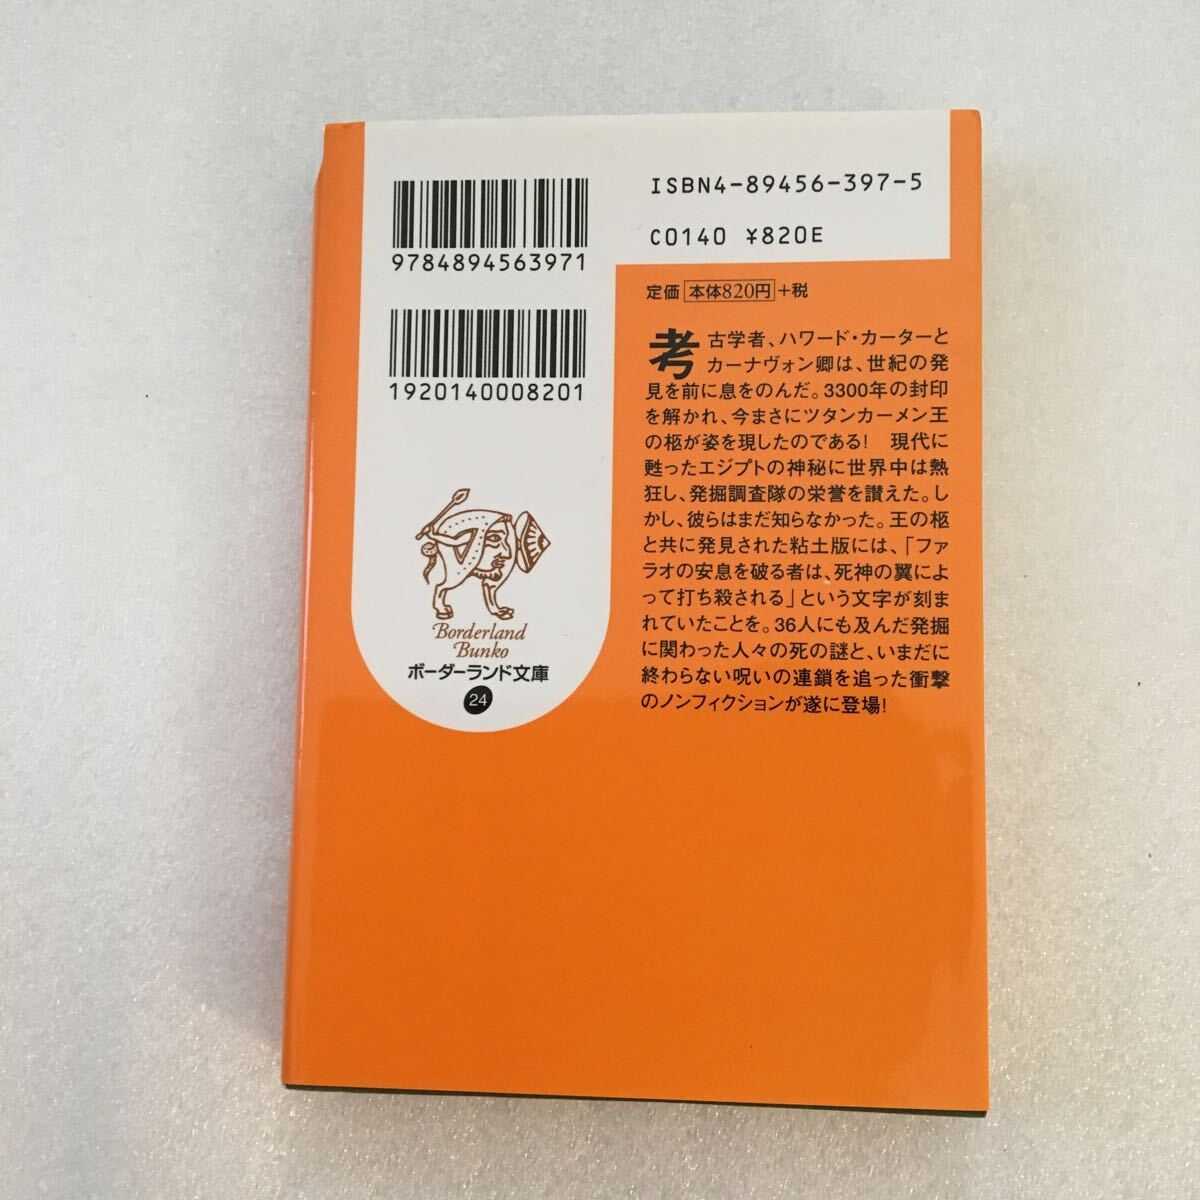 9784894563971
1920140008201
Borderland
Bunko
ボーダーランド文庫
24
ISBN4-89456-397-5
C0140 ¥820E
定価 本体820円 +税
考古学者、ハワード・カーターと
カーナヴォン卿は、世紀の発
見を前に息をのんだ。3300年の封印
を解かれ、今まさにツタンカーメン王
の柩が姿を現したのである! 現代に
甦ったエジプトの神秘に世界中は熱
狂し、発掘調査隊の栄誉を讃えた。し
かし、彼らはまだ知らなかった。王の柩
と共に発見された粘土版には、「ファ
ラオの安息を破る者は、死神の翼によ
って打ち殺される」という文字が刻ま
れていたことを。36人にも及んだ発掘
に関わった人々の死の謎と、いまだに
終わらない呪いの連鎖を追った衝撃
のノンフィクションが遂に登場!